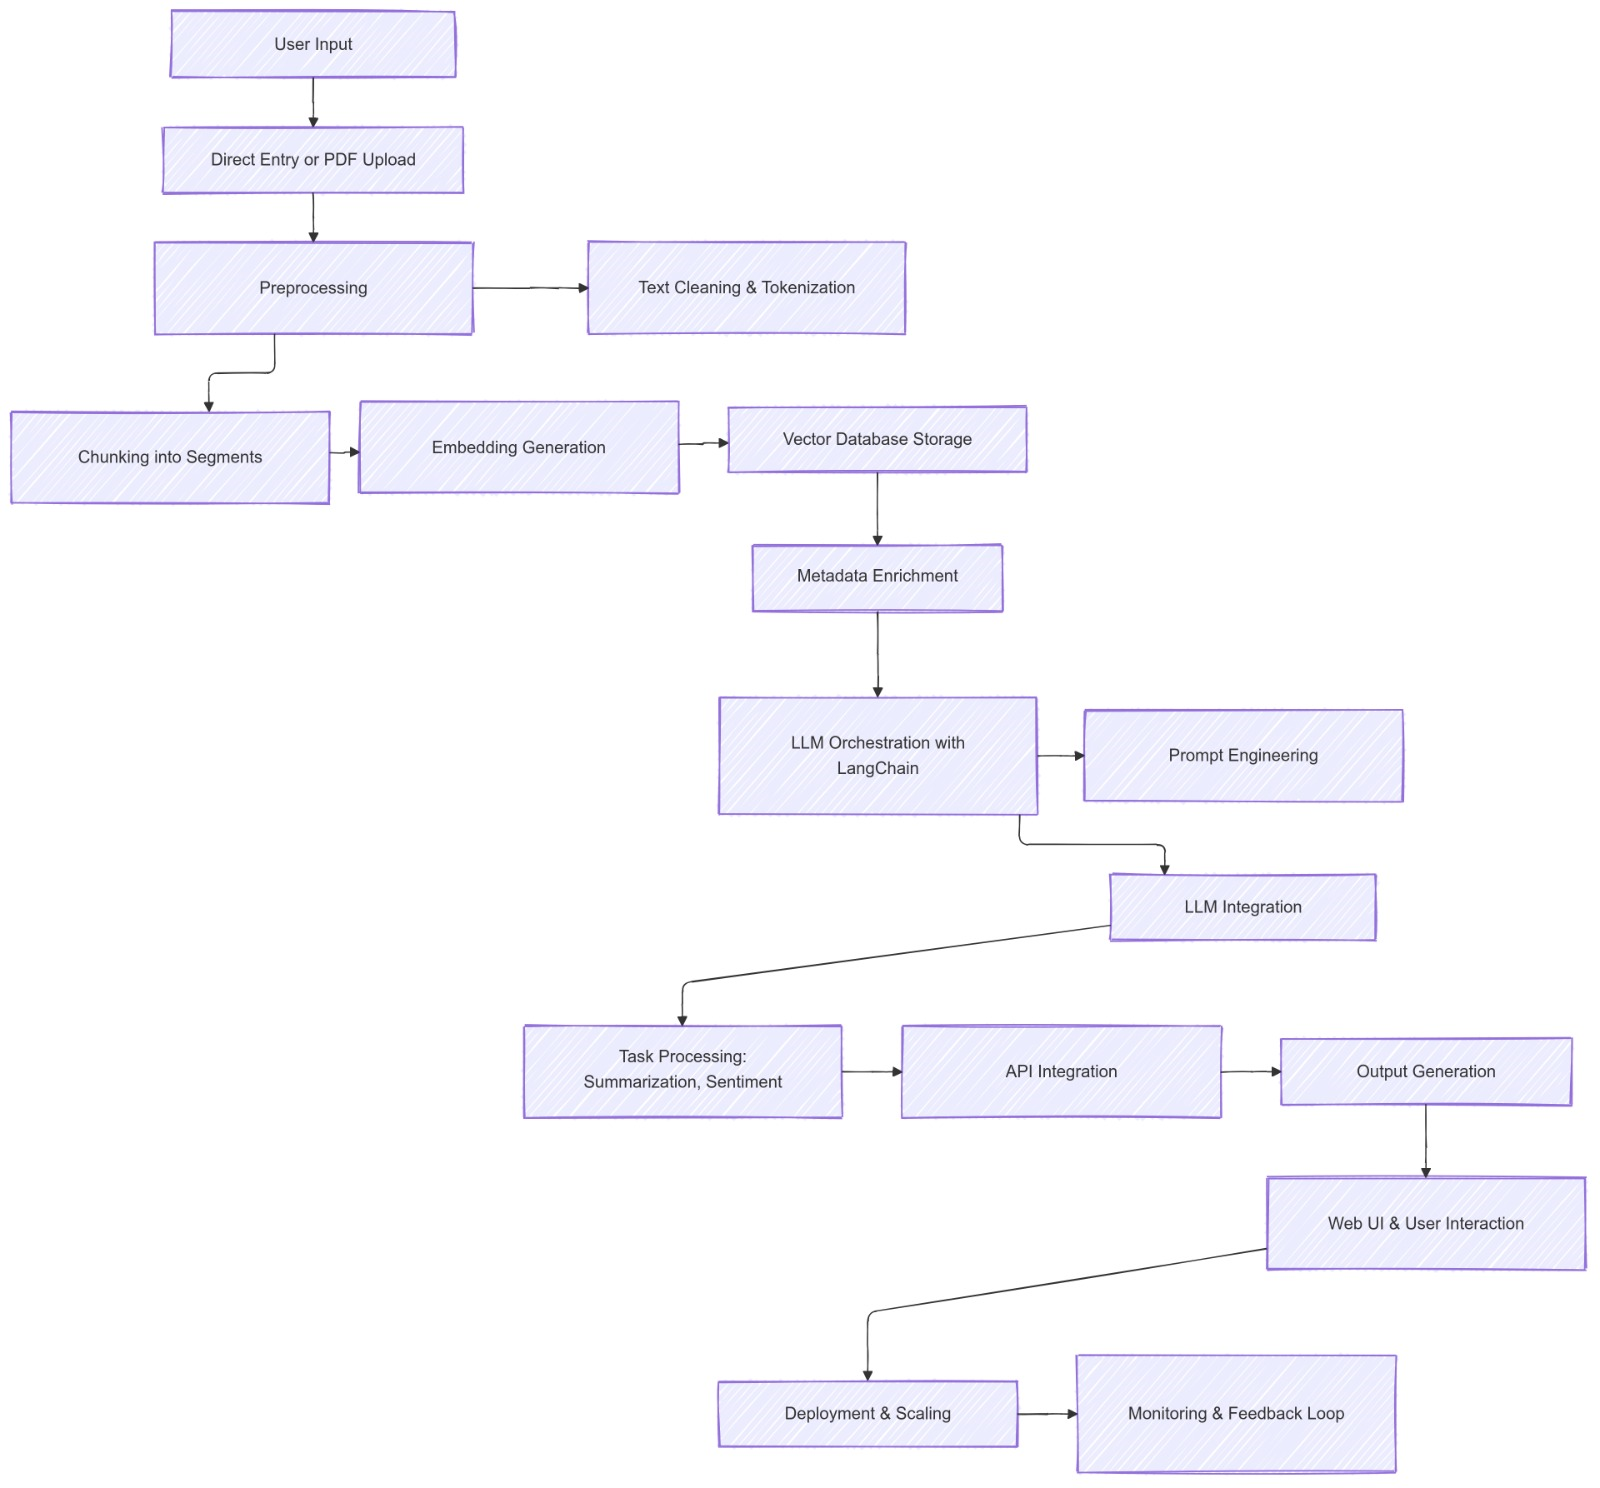 User Input
Direct Entry or PDF Upload
Preprocessing
Text Cleaning & Tokenization
Chunking into Segments
Embedding Generation
Vector Database Storage
Metadata Enrichment
LLM Orchestration with
LangChain
Prompt Engineering
LLM Integration
Task Processing:
Summarization, Sentiment
API Integration
Output Generation
Web UI & User Interaction
Deployment & Scaling
Monitoring & Feedback Loop